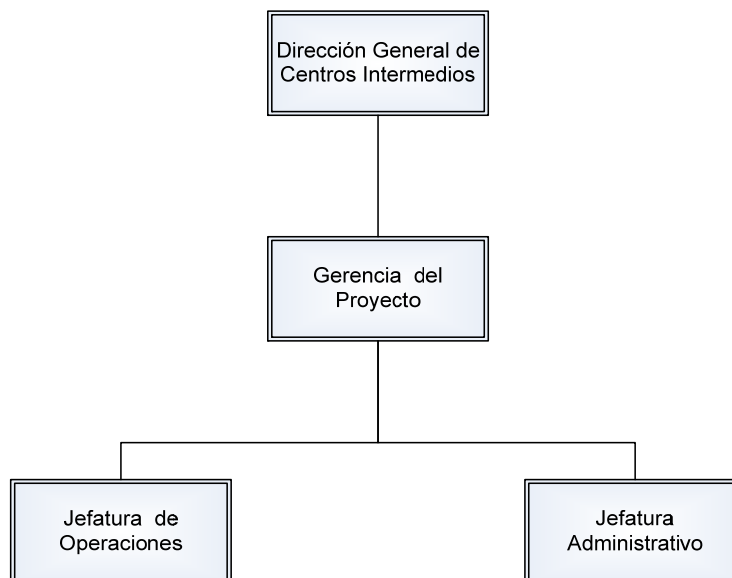 Dirección General de
Centros Intermedios
Gerencia del
Proyecto
Jefatura de
Operaciones
Jefatura
Administrativo